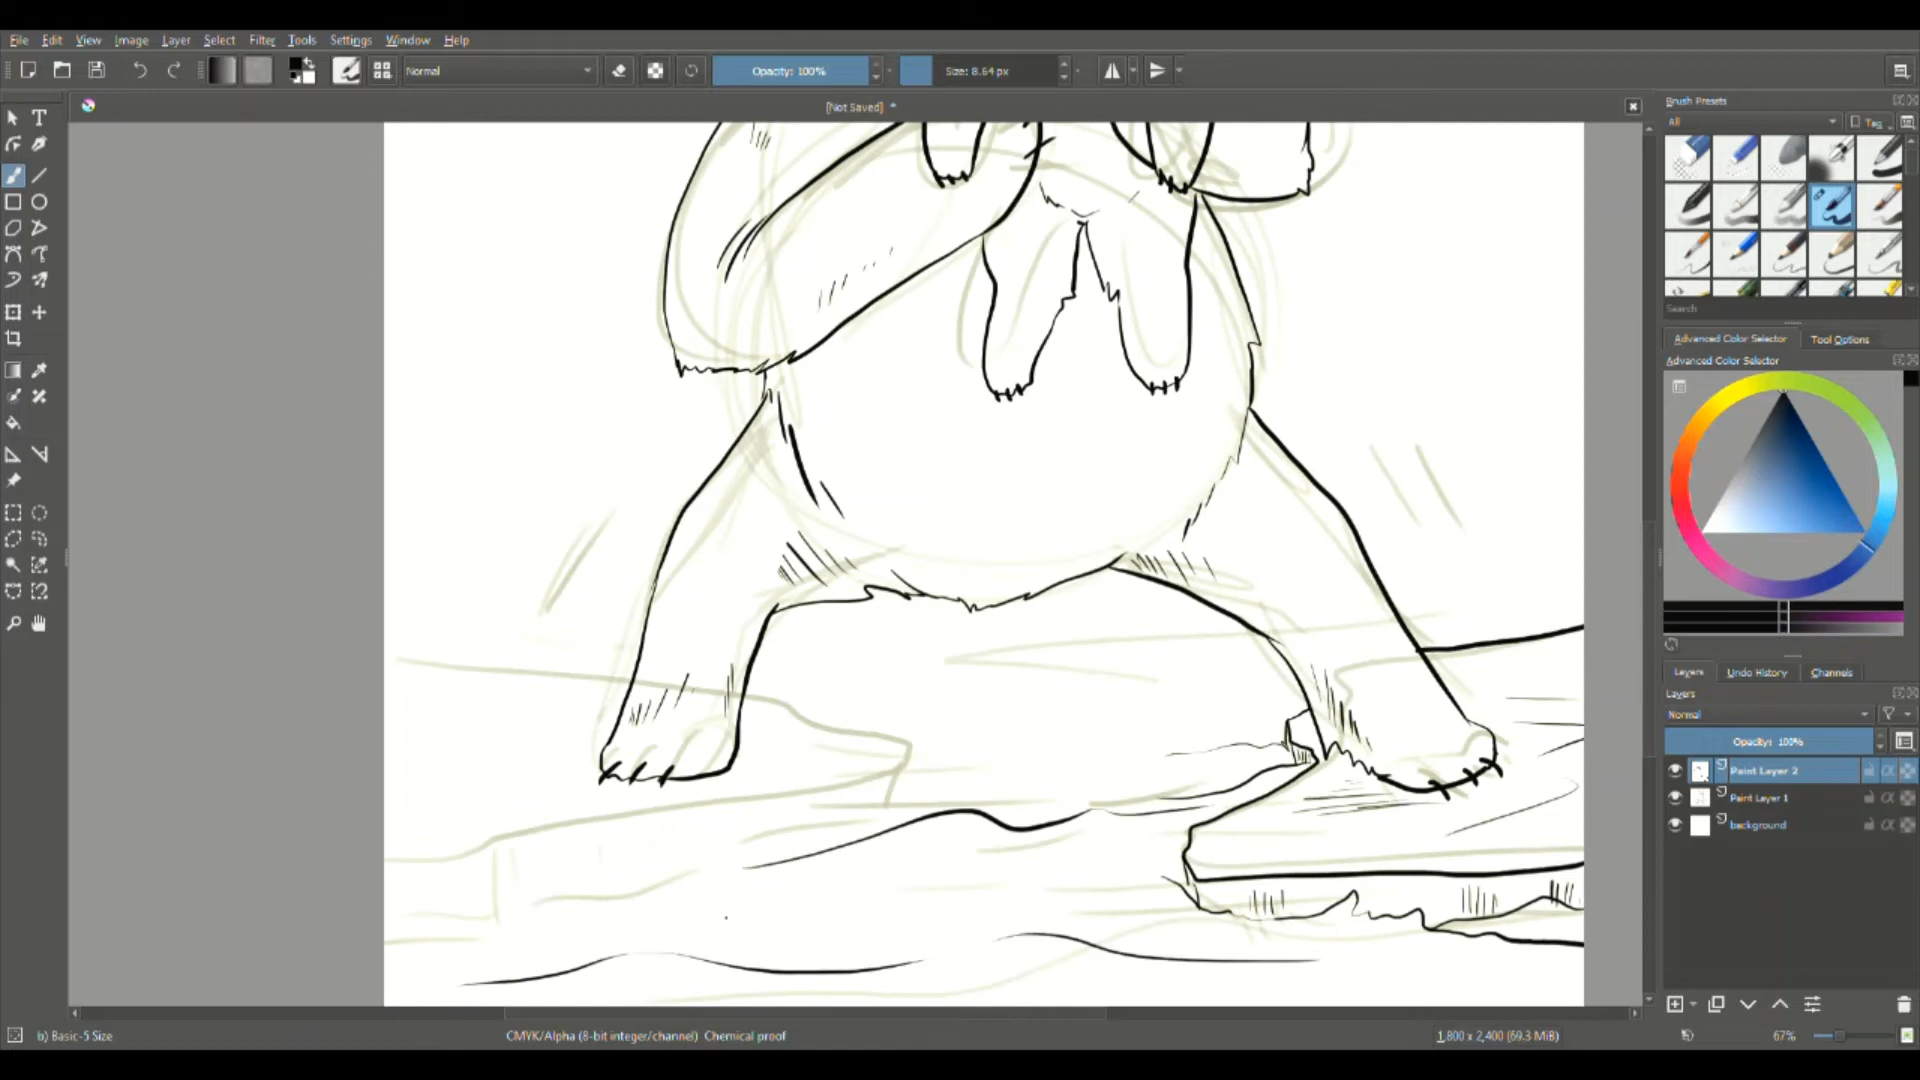 File Edit View Image Layer Select Filter Tools Settings Window Help
Normal Opacity: 100% Size: 8.64 px
[Not Saved]
Brush Presets
All Tag
Search
Advanced Color Selector Tool Options
Advanced Color Selector
Layers Undo History Channels
Layers
Normal
Opacity: 100%
Paint Layer 2
Paint Layer 1
background
b) Basic-5 Size CMYK/Alpha (8-bit integer/channel) Chemical proof 1,800 x 2,400 (69.3 MiB) 67%